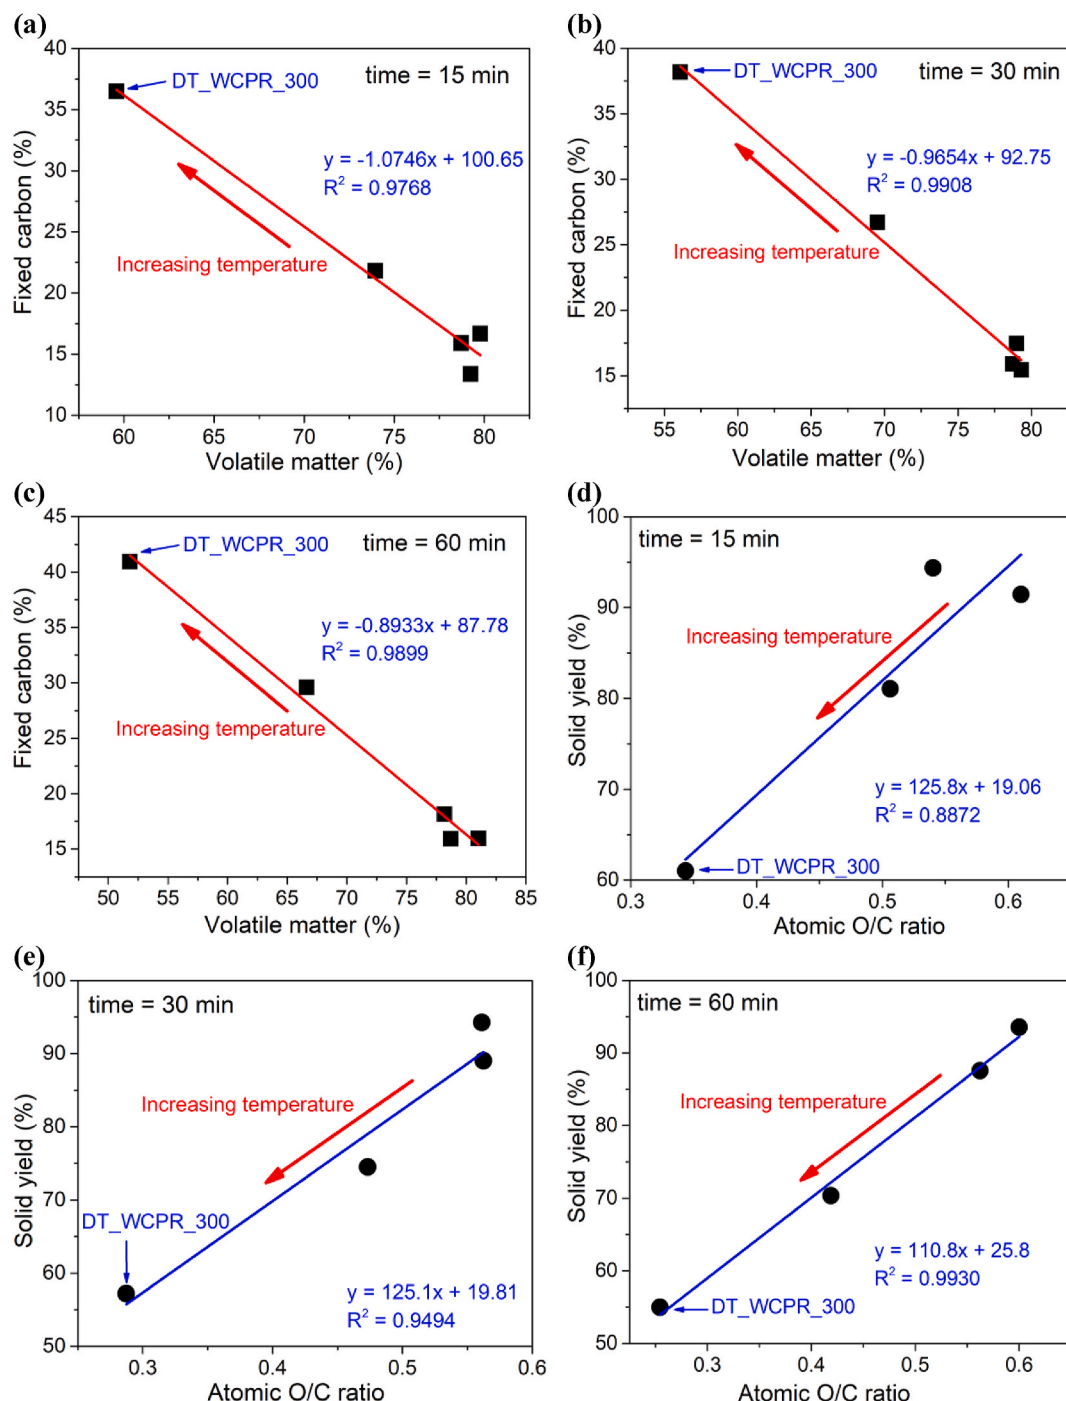 (a)
40
35
30
25
20
15
10
Fixed carbon (%)
DT_WCPR_300
time = 15 min
y = -1.0746x + 100.65
R² = 0.9768
Increasing temperature
60 65 70 75 80
Volatile matter (%)
(b)
40
35
30
25
20
15
Fixed carbon (%)
DT_WCPR_300
time = 30 min
y = -0.9654x + 92.75
R² = 0.9908
Increasing temperature
55 60 65 70 75 80
Volatile matter (%)
(c)
45
40
35
30
25
20
15
Fixed carbon (%)
DT_WCPR_300
time = 60 min
y = -0.8933x + 87.78
R² = 0.9899
Increasing temperature
50 55 60 65 70 75 80 85
Volatile matter (%)
(d)
100
90
80
70
60
Solid yield (%)
time = 15 min
Increasing temperature
y = 125.8x + 19.06
R² = 0.8872
DT_WCPR_300
0.3 0.4 0.5 0.6
Atomic O/C ratio
(e)
100
90
80
70
60
50
Solid yield (%)
time = 30 min
Increasing temperature
DT_WCPR_300
y = 125.1x + 19.81
R² = 0.9494
0.3 0.4 0.5 0.6
Atomic O/C ratio
(f)
100
90
80
70
60
50
Solid yield (%)
time = 60 min
Increasing temperature
y = 110.8x + 25.8
R² = 0.9930
DT_WCPR_300
0.3 0.4 0.5 0.6
Atomic O/C ratio